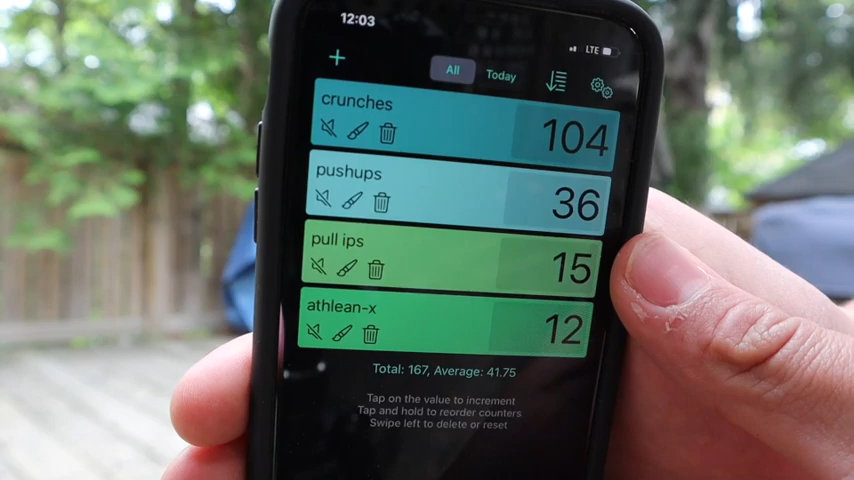 12:03
LTE
+
All Today
crunches
104
pushups
36
pull ips
15
athlean-x
12
Total: 167, Average: 41.75
Tap on the value to increment
Tap and hold to reorder counters
Swipe left to delete or reset